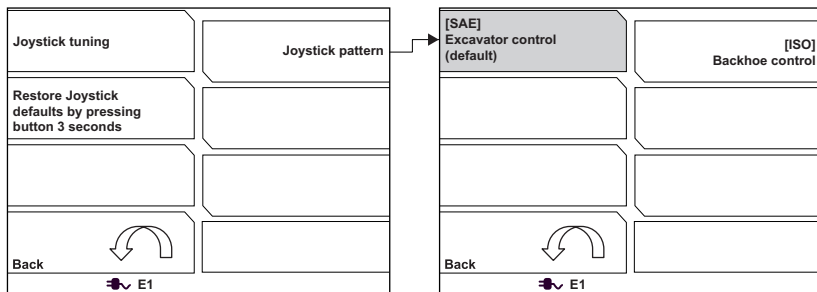 Joystick tuning
Joystick pattern
Restore Joystick
defaults by pressing
button 3 seconds
Back
E1
[SAE]
Excavator control
(default)
[ISO]
Backhoe control
Back
E1